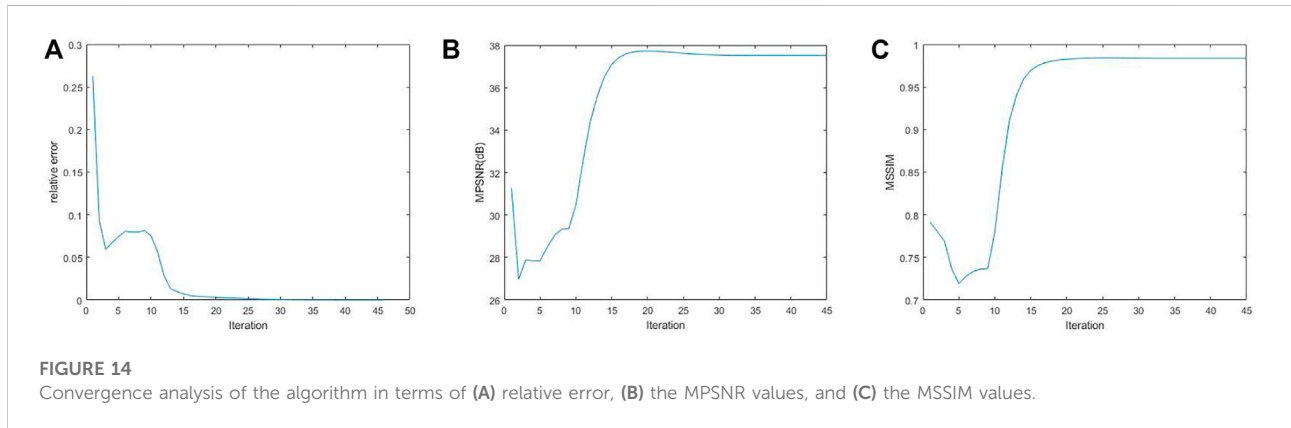 A
0.3
0.25
0.2
0.15
0.1
0.05
0
relative error
0 5 10 15 20 25 30 35 40 45 50
Iteration
B
38
36
34
32
30
28
26
MPSNR(dB)
0 5 10 15 20 25 30 35 40 45
Iteration
C
1
0.95
0.9
0.85
0.8
0.75
0.7
MSSIM
0 5 10 15 20 25 30 35 40 45
Iteration
FIGURE 14
Convergence analysis of the algorithm in terms of (A) relative error, (B) the MPSNR values, and (C) the MSSIM values.